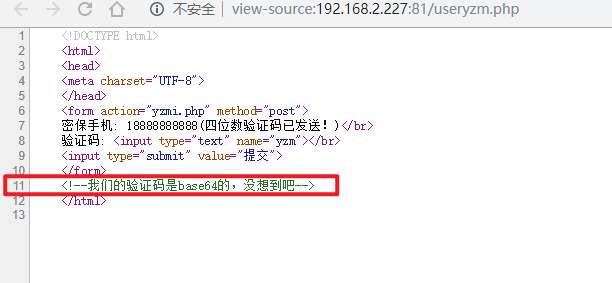 不安全 | view-source:192.168.2.227:81/useryzm.php
1 <!DOCTYPE html>
2 <html>
3 <head>
4 <meta charset="UTF-8">
5 </head>
6 <form action="yzmi.php" method="post">
7 密保手机: 18888888888(四位数验证码已发送！)</br>
8 验证码: <input type="text" name="yzm"></br>
9 <input type="submit" value="提交">
10 </form>
11 <!--我们的验证码是base64的，没想到吧-->
12 </html>
13